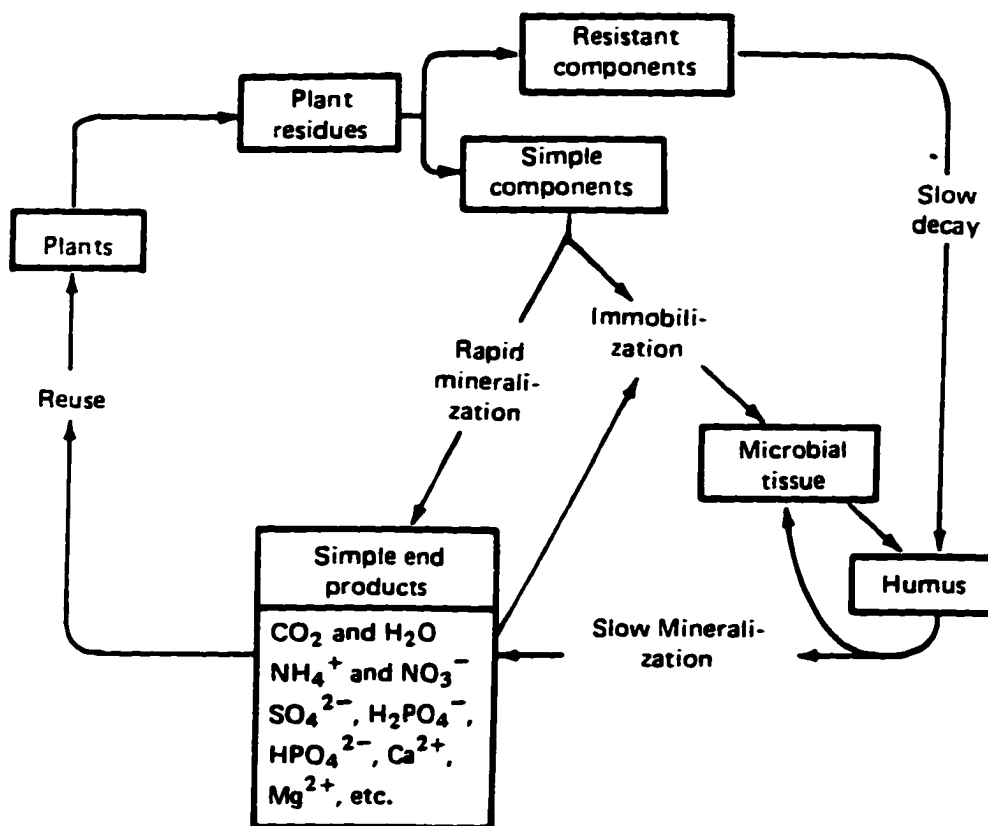 Resistant
components
Plant
residues
Simple
components
Slow
decay
Plants
Immobili-
zation
Rapid
minerali-
zation
Reuse
Microbial
tissue
Simple end
products
Humus
CO₂ and H₂O
NH₄⁺ and NO₃⁻
SO₄²⁻, H₂PO₄⁻,
HPO₄²⁻, Ca²⁺,
Mg²⁺, etc.
Slow Minerali-
zation